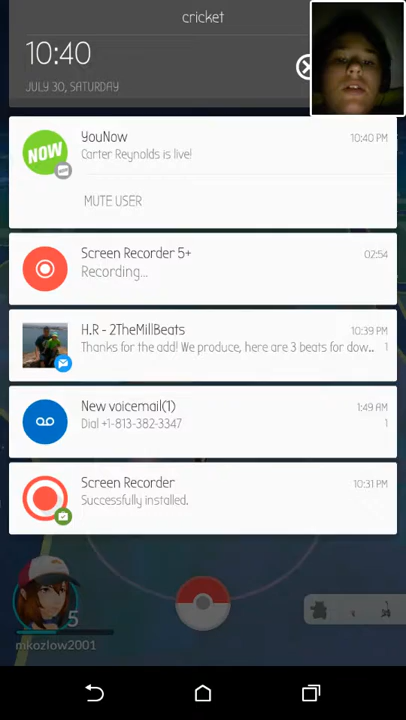 cricket
10:40
JULY 30, SATURDAY
NOW
YouNow
10:40 PM
Carter Reynolds is live!
MUTE USER
Screen Recorder 5+
02:54
Recording...
H.R - 2TheMillBeats
10:39 PM
Thanks for the add! We produce, here are 3 beats for dow..
1
New voicemail(1)
1:49 AM
Dial +1-813-382-3347
1
Screen Recorder
10:31 PM
Successfully installed.
5
mkozlow2001